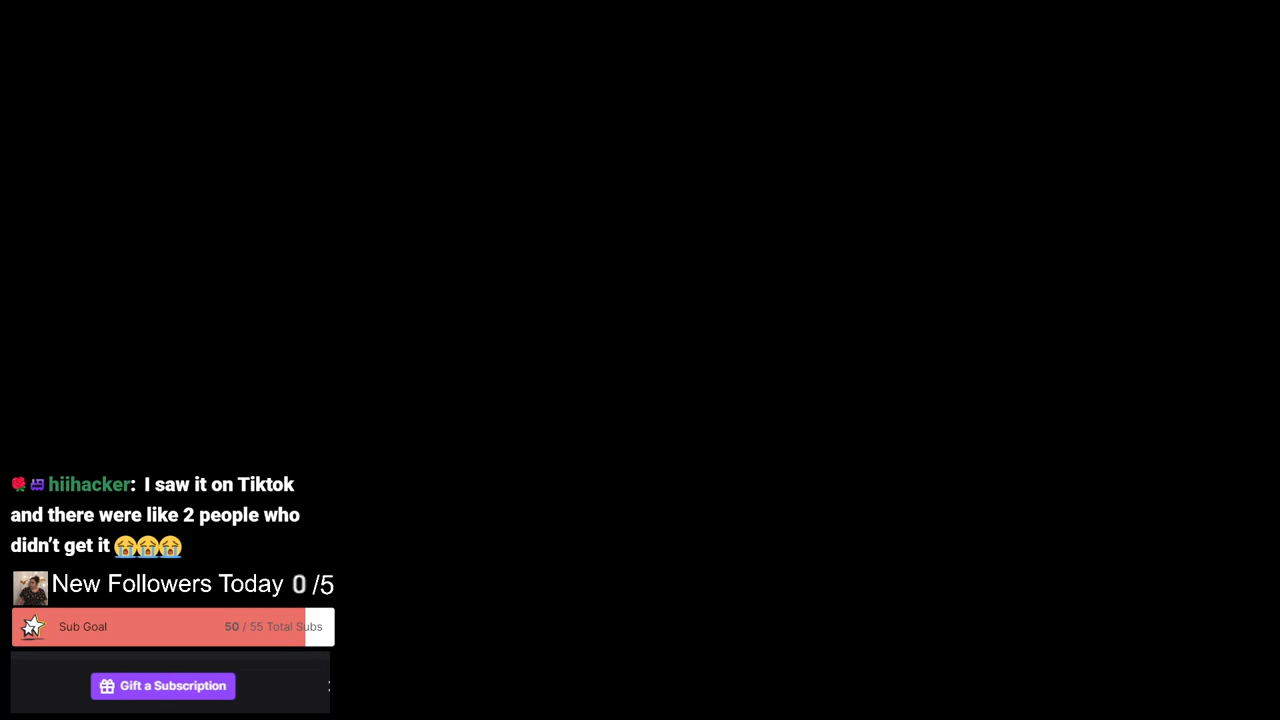 hiihacker: I saw it on Tiktok
and there were like 2 people who
didn’t get it 😭😭😭
New Followers Today 0 /5
Sub Goal 50 / 55 Total Subs
Gift a Subscription